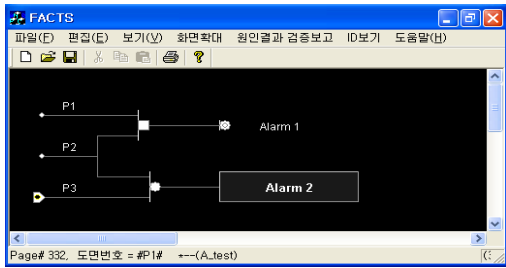 FACTS
파일(F) 편집(E) 보기(V) 화면확대 원인결과 검증보고 ID보기 도움말(H)
P1
Alarm 1
P2
P3
Alarm 2
Page# 332, 도면번호 = #P1# *--(A_test)